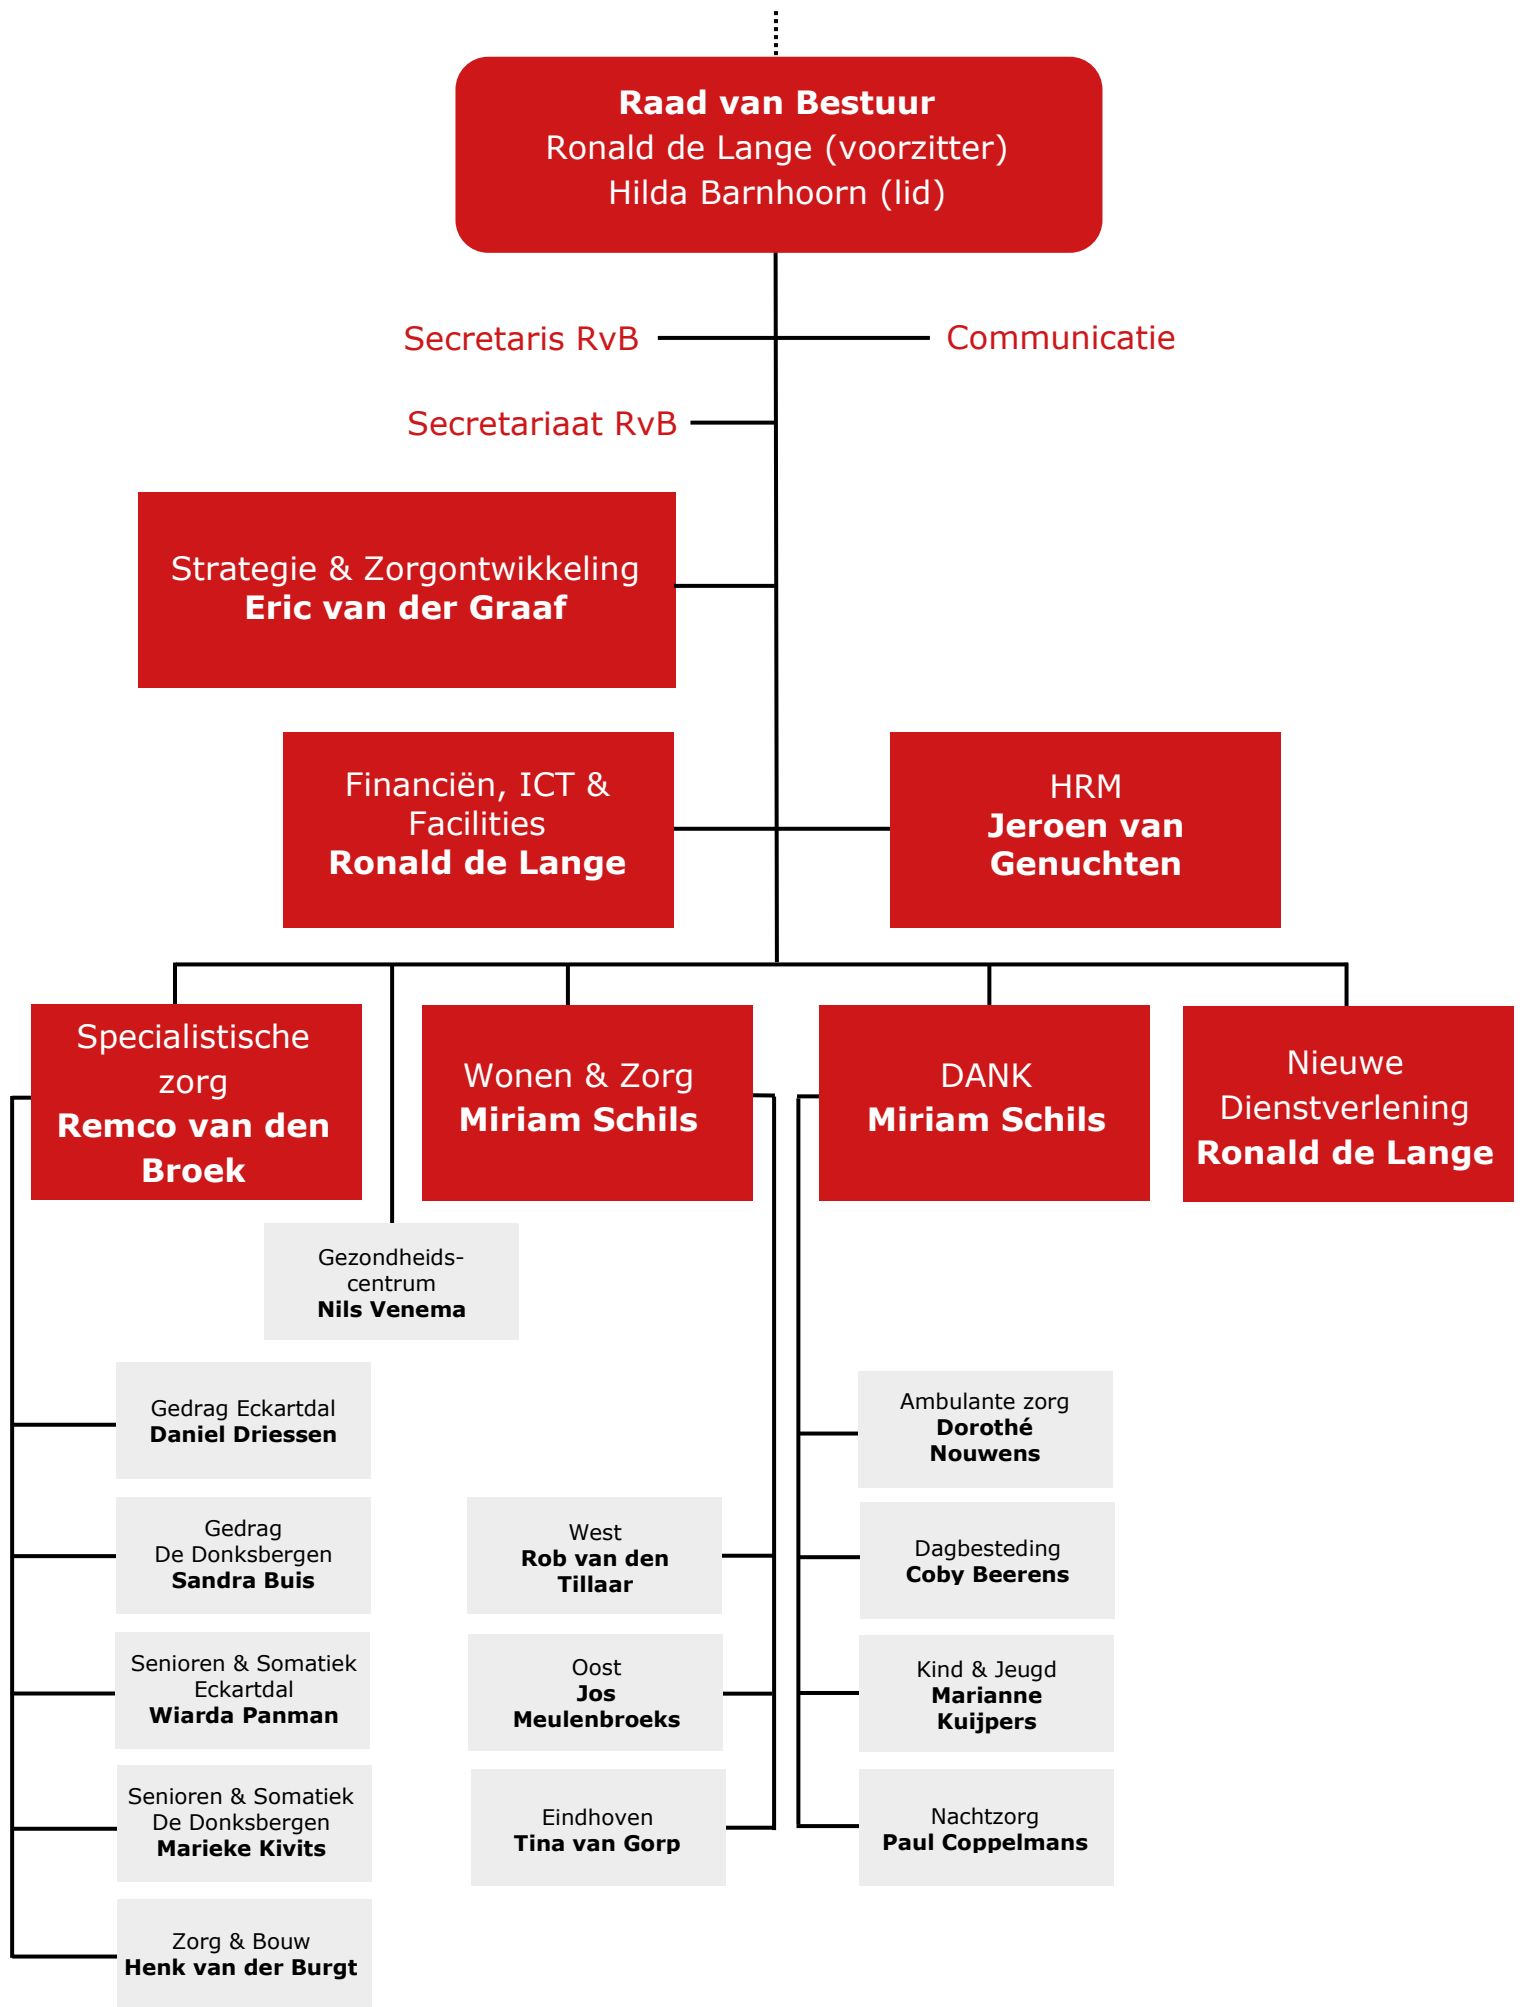 Raad van Bestuur
Ronald de Lange (voorzitter)
Hilda Barnhoorn (lid)
Secretaris RvB
Communicatie
Secretariaat RvB
Strategie & Zorgontwikkeling
Eric van der Graaf
Financiën, ICT &
Facilities
Ronald de Lange
HRM
Jeroen van
Genuchten
Specialistische
zorg
Remco van den
Broek
Wonen & Zorg
Miriam Schils
DANK
Miriam Schils
Nieuwe
Dienstverlening
Ronald de Lange
Gezondheids-
centrum
Nils Venema
Gedrag Eckartdal
Daniel Driessen
Gedrag
De Donksbergen
Sandra Buis
Senioren & Somatiek
Eckartdal
Wiarda Panman
Senioren & Somatiek
De Donksbergen
Marieke Kivits
Zorg & Bouw
Henk van der Burgt
West
Rob van den
Tillaar
Oost
Jos
Meulenbroeks
Eindhoven
Tina van Gorp
Ambulante zorg
Dorothé
Nouwens
Dagbesteding
Coby Beerens
Kind & Jeugd
Marianne
Kuijpers
Nachtzorg
Paul Coppelmans